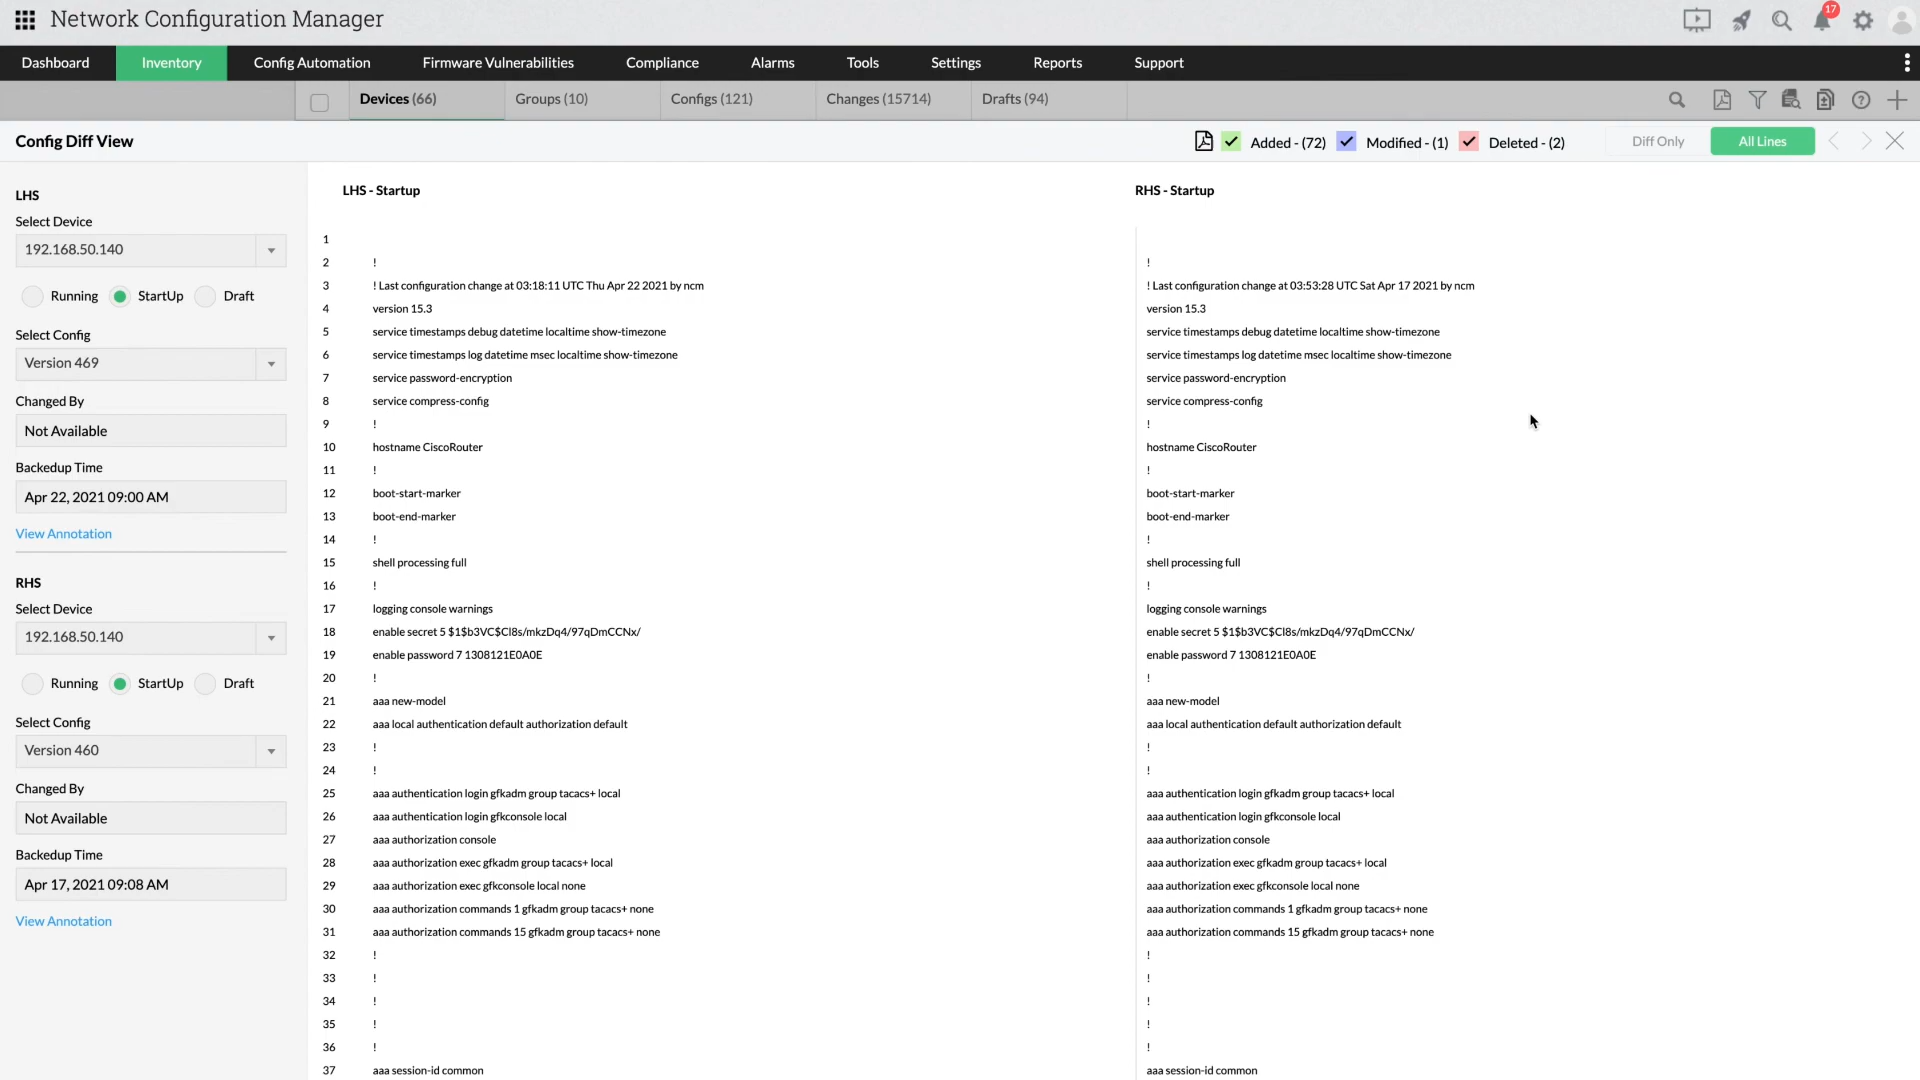 Network Configuration Manager
17
Dashboard Inventory Config Automation Firmware Vulnerabilities Compliance Alarms Tools Settings Reports Support
Devices (66) Groups (10) Configs (121) Changes (15714) Drafts (94)
Config Diff View
Added - (72) Modified - (1) Deleted - (2) Diff Only All Lines
LHS
Select Device
192.168.50.140
Running StartUp Draft
Select Config
Version 469
Changed By
Not Available
Backedup Time
Apr 22, 2021 09:00 AM
View Annotation
RHS
Select Device
192.168.50.140
Running StartUp Draft
Select Config
Version 460
Changed By
Not Available
Backedup Time
Apr 17, 2021 09:08 AM
View Annotation
LHS - Startup RHS - Startup
1
2 ! !
3 ! Last configuration change at 03:18:11 UTC Thu Apr 22 2021 by ncm ! Last configuration change at 03:53:28 UTC Sat Apr 17 2021 by ncm
4 version 15.3 version 15.3
5 service timestamps debug datetime localtime show-timezone service timestamps debug datetime localtime show-timezone
6 service timestamps log datetime msec localtime show-timezone service timestamps log datetime msec localtime show-timezone
7 service password-encryption service password-encryption
8 service compress-config service compress-config
9 ! !
10 hostname CiscoRouter hostname CiscoRouter
11 ! !
12 boot-start-marker boot-start-marker
13 boot-end-marker boot-end-marker
14 ! !
15 shell processing full shell processing full
16 ! !
17 logging console warnings logging console warnings
18 enable secret 5 $1$b3VC$Cl8s/mkzDq4/97qDmCCNx/ enable secret 5 $1$b3VC$Cl8s/mkzDq4/97qDmCCNx/
19 enable password 7 1308121E0A0E enable password 7 1308121E0A0E
20 ! !
21 aaa new-model aaa new-model
22 aaa local authentication default authorization default aaa local authentication default authorization default
23 ! !
24 ! !
25 aaa authentication login gfkadm group tacacs+ local aaa authentication login gfkadm group tacacs+ local
26 aaa authentication login gfkconsole local aaa authentication login gfkconsole local
27 aaa authorization console aaa authorization console
28 aaa authorization exec gfkadm group tacacs+ local aaa authorization exec gfkadm group tacacs+ local
29 aaa authorization exec gfkconsole local none aaa authorization exec gfkconsole local none
30 aaa authorization commands 1 gfkadm group tacacs+ none aaa authorization commands 1 gfkadm group tacacs+ none
31 aaa authorization commands 15 gfkadm group tacacs+ none aaa authorization commands 15 gfkadm group tacacs+ none
32 ! !
33 ! !
34 ! !
35 ! !
36 ! !
37 aaa session-id common aaa session-id common